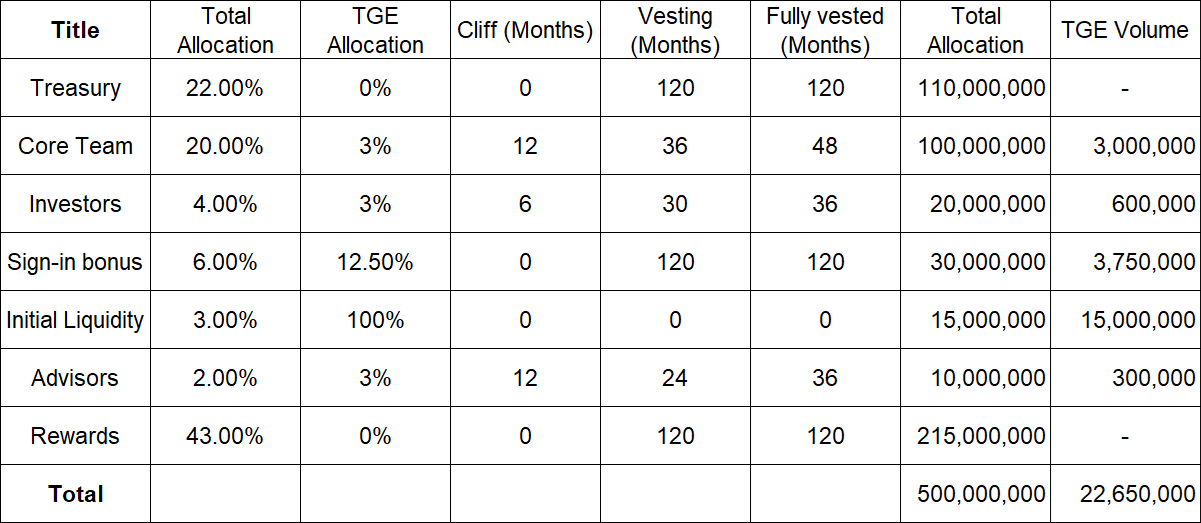 Title Total Allocation TGE Allocation Cliff (Months) Vesting (Months) Fully vested (Months) Total Allocation TGE Volume
Treasury 22.00% 0% 0 120 120 110,000,000 -
Core Team 20.00% 3% 12 36 48 100,000,000 3,000,000
Investors 4.00% 3% 6 30 36 20,000,000 600,000
Sign-in bonus 6.00% 12.50% 0 120 120 30,000,000 3,750,000
Initial Liquidity 3.00% 100% 0 0 0 15,000,000 15,000,000
Advisors 2.00% 3% 12 24 36 10,000,000 300,000
Rewards 43.00% 0% 0 120 120 215,000,000 -
Total 500,000,000 22,650,000